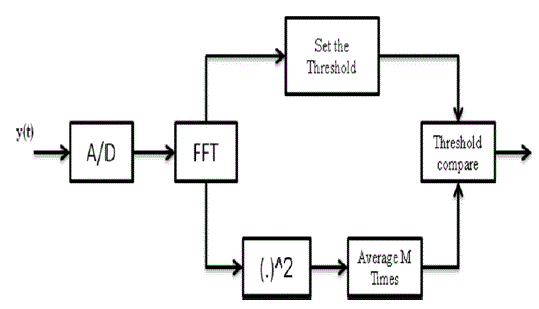 Set the
Threshold
y(t)
A/D
FFT
Threshold
compare
(.)^2
Average M
Times